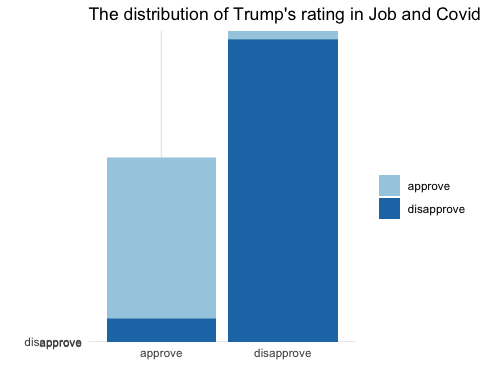 The distribution of Trump's rating in Job and Covid
approve
disapprove
disapprove
approve
disapprove